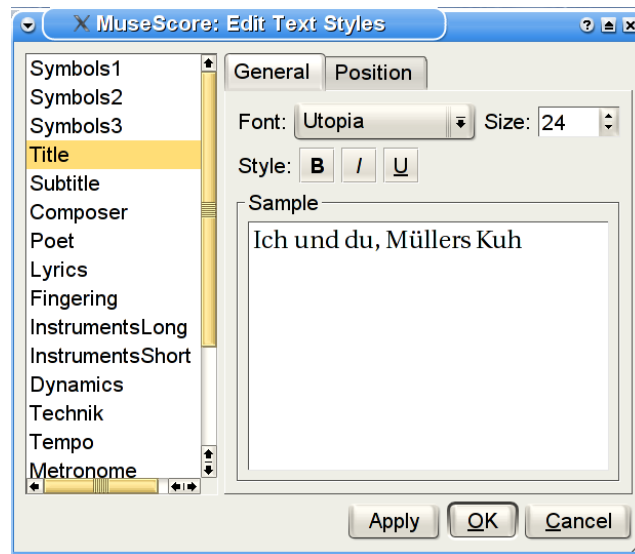 MuseScore: Edit Text Styles
Symbols1
Symbols2
Symbols3
Title
Subtitle
Composer
Poet
Lyrics
Fingering
InstrumentsLong
InstrumentsShort
Dynamics
Technik
Tempo
Metronome
General Position
Font: Utopia Size: 24
Style: B I U
Sample
Ich und du, Müllers Kuh
Apply OK Cancel